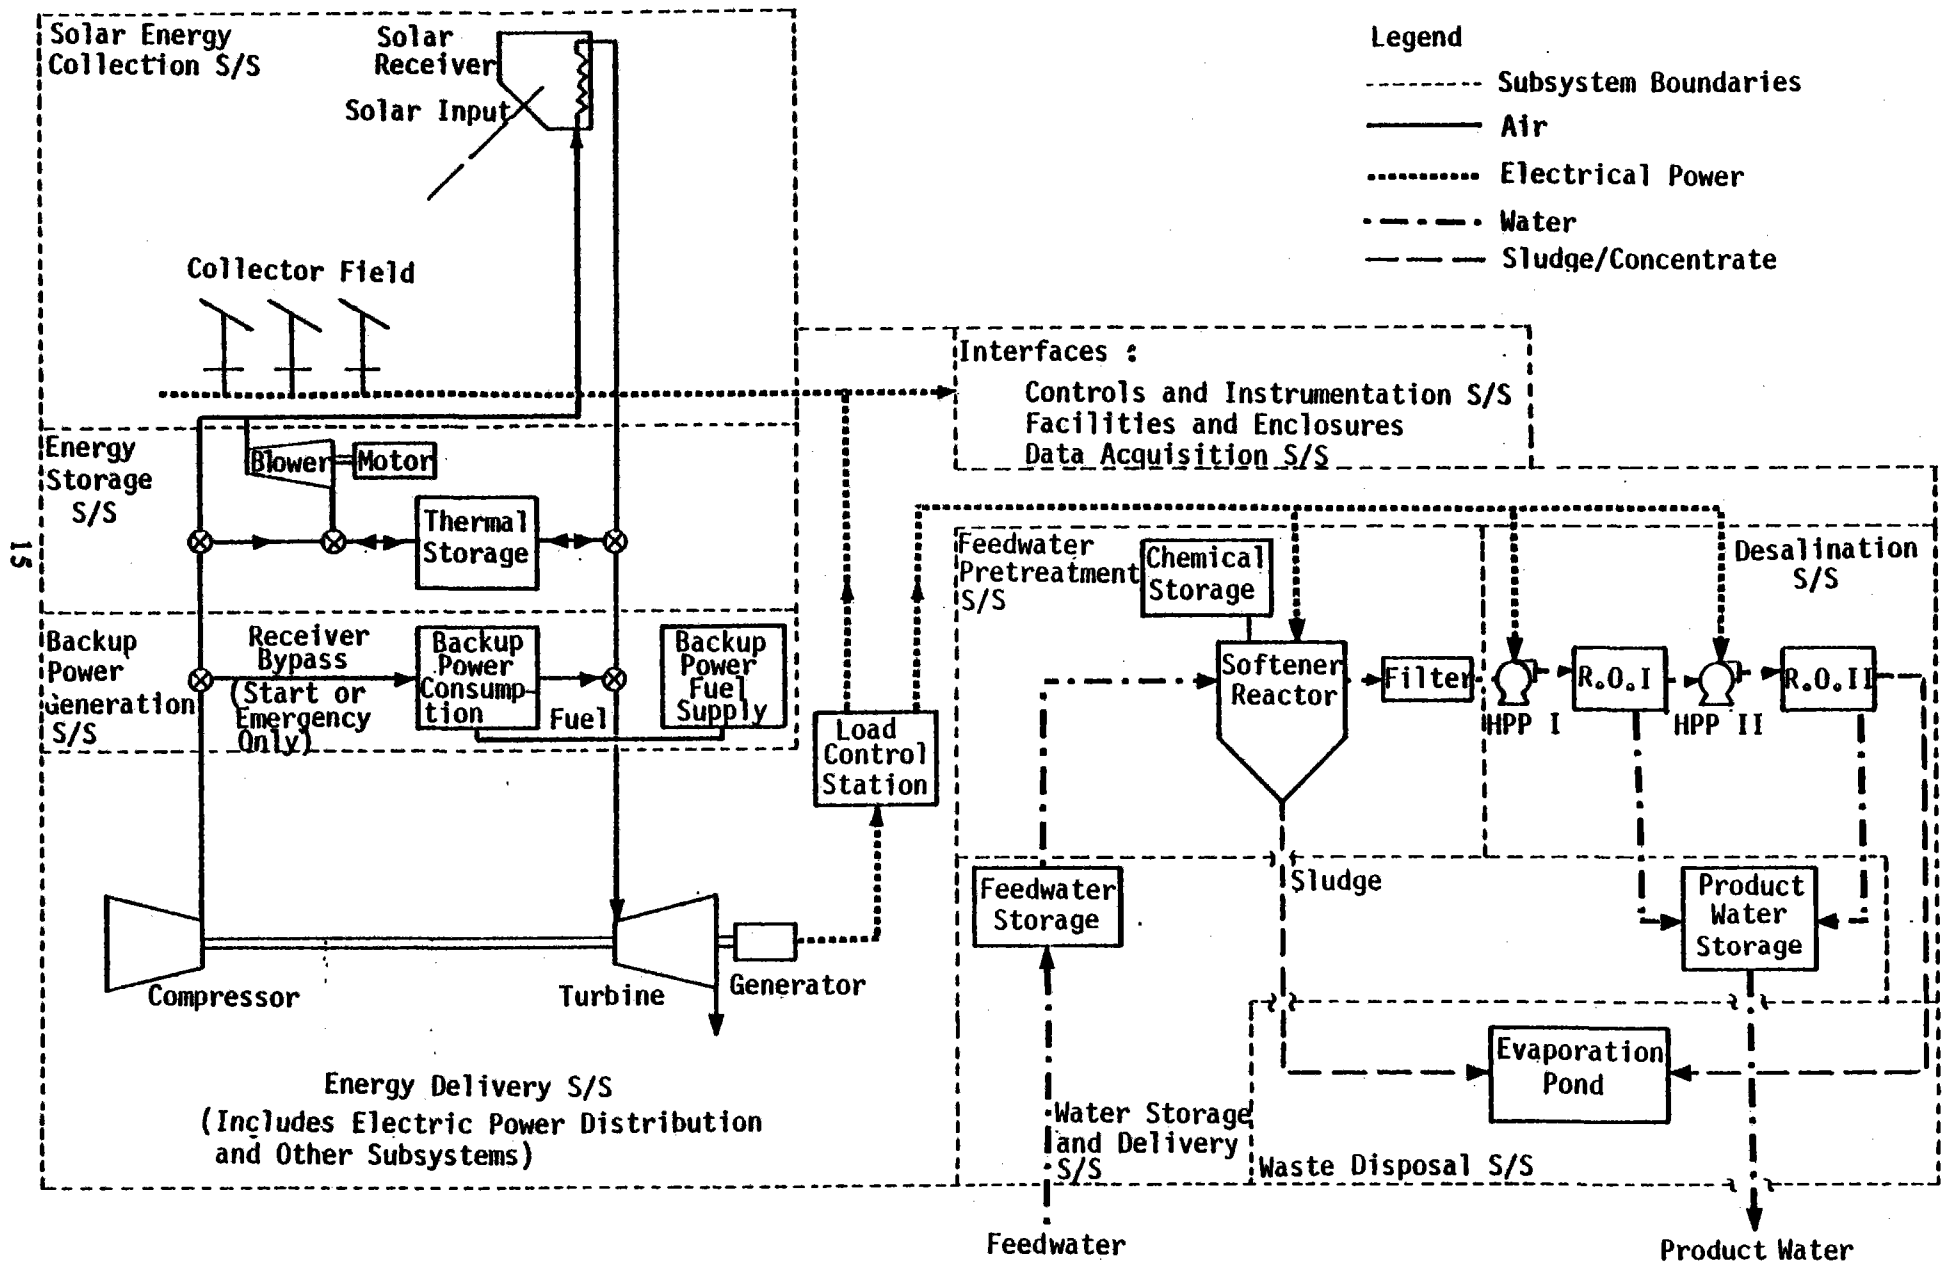 Solar Energy
Collection S/S
Solar
Receiver
Solar Input
Collector Field
Legend
Subsystem Boundaries
Air
Electrical Power
Water
Sludge/Concentrate
Interfaces :
Controls and Instrumentation S/S
Facilities and Enclosures
Data Acquisition S/S
Energy
Storage
S/S
Blower
Motor
Thermal
Storage
15
Backup
Power
Generation
S/S
Receiver
Bypass
(Start or
Emergency
Only)
Backup
Power
Consump
tion
Fuel
Backup
Power
Fuel
Supply
Load
Control
Station
Compressor
Turbine
Generator
Energy Delivery S/S
(Includes Electric Power Distribution
and Other Subsystems)
Feedwater
Pretreatment
S/S
Chemical
Storage
Softener
Reactor
Filter
Desalination
S/S
HPP I
R.O.I
HPP II
R.O.II
Feedwater
Storage
Sludge
Product
Water
Storage
Evaporation
Pond
Water Storage
and Delivery
S/S
Waste Disposal S/S
Feedwater
Product Water